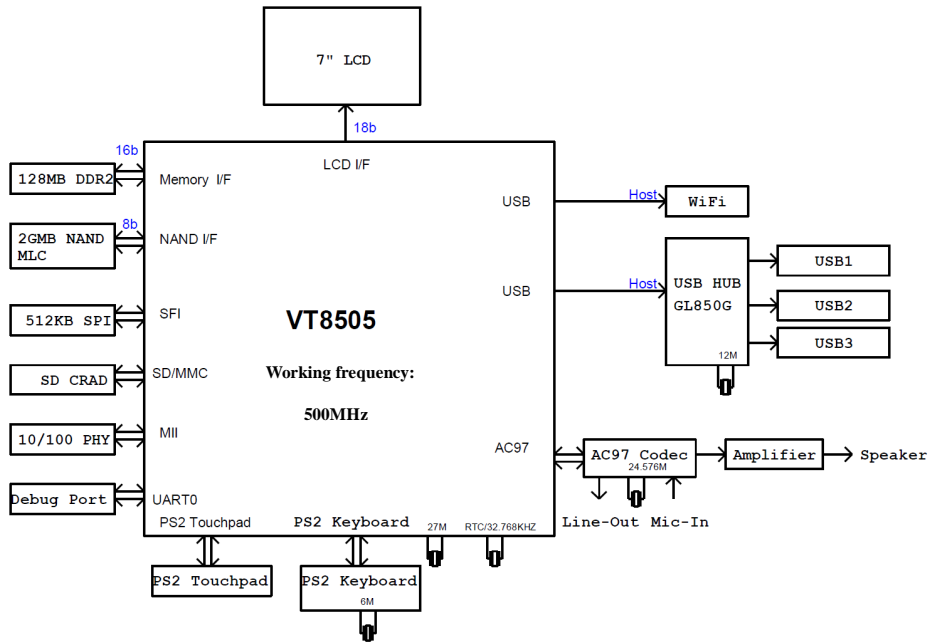 7" LCD
18b
16b
LCD I/F
128MB DDR2
Memory I/F
USB
Host
WiFi
8b
2GMB NAND
MLC
NAND I/F
USB
Host
USB HUB
GL850G
12M
USB1
USB2
USB3
512KB SPI
SFI
VT8505
SD CRAD
SD/MMC
Working frequency:
500MHz
10/100 PHY
MII
AC97
AC97 Codec
24.576M
Amplifier
Speaker
Line-Out Mic-In
Debug Port
UART0
PS2 Touchpad
PS2 Keyboard
27M
RTC/32.768KHZ
PS2 Touchpad
PS2 Keyboard
6M